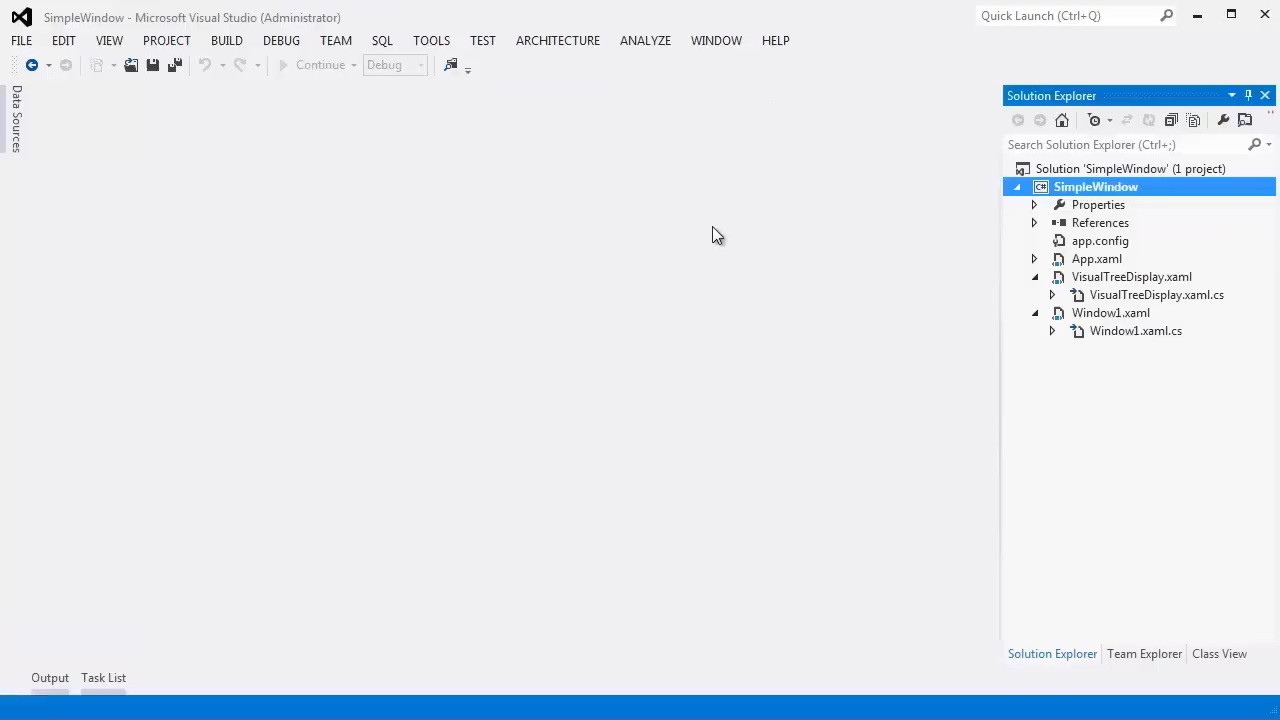 SimpleWindow - Microsoft Visual Studio (Administrator)
Quick Launch (Ctrl+Q)
FILE EDIT VIEW PROJECT BUILD DEBUG TEAM SQL TOOLS TEST ARCHITECTURE ANALYZE WINDOW HELP
Continue Debug
Data Sources
Solution Explorer
Search Solution Explorer (Ctrl+;)
Solution 'SimpleWindow' (1 project)
C# SimpleWindow
Properties
References
app.config
App.xaml
VisualTreeDisplay.xaml
VisualTreeDisplay.xaml.cs
Window1.xaml
Window1.xaml.cs
Solution Explorer Team Explorer Class View
Output Task List